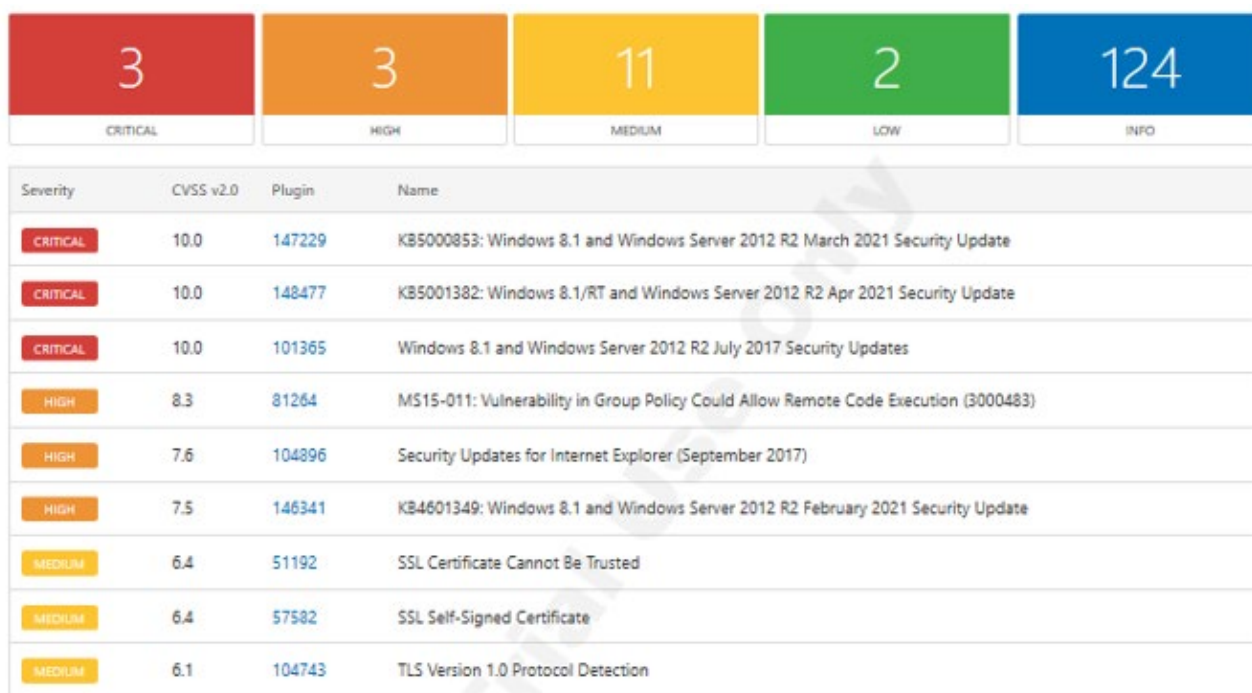 3 3 11 2 124
CRITICAL HIGH MEDIUM LOW INFO
Severity CVSS v2.0 Plugin Name
CRITICAL 10.0 147229 KB5000853: Windows 8.1 and Windows Server 2012 R2 March 2021 Security Update
CRITICAL 10.0 148477 KB5001382: Windows 8.1/RT and Windows Server 2012 R2 Apr 2021 Security Update
CRITICAL 10.0 101365 Windows 8.1 and Windows Server 2012 R2 July 2017 Security Updates
HIGH 8.3 81264 MS15-011: Vulnerability in Group Policy Could Allow Remote Code Execution (3000483)
HIGH 7.6 104896 Security Updates for Internet Explorer (September 2017)
HIGH 7.5 146341 KB4601349: Windows 8.1 and Windows Server 2012 R2 February 2021 Security Update
MEDIUM 6.4 51192 SSL Certificate Cannot Be Trusted
MEDIUM 6.4 57582 SSL Self-Signed Certificate
MEDIUM 6.1 104743 TLS Version 1.0 Protocol Detection
Trial Use Only